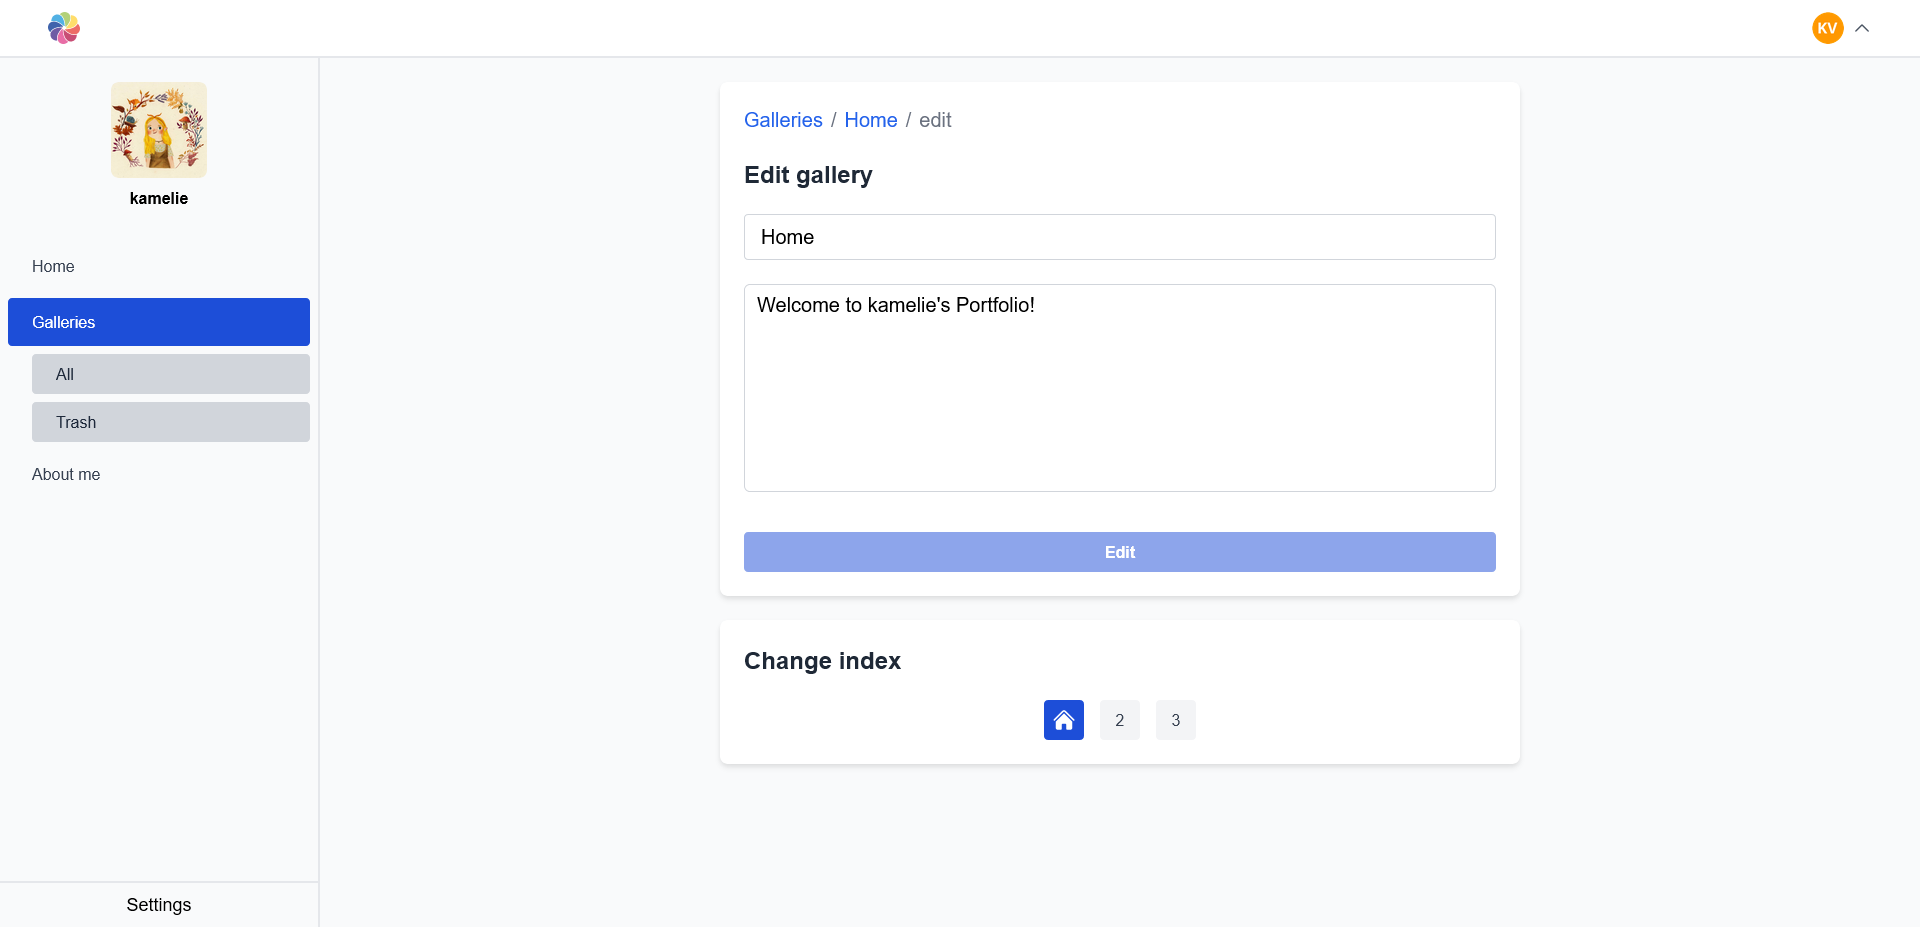 KV
kamelie
Home
Galleries
All
Trash
About me
Settings
Galleries / Home / edit
Edit gallery
Home
Welcome to kamelie's Portfolio!
Edit
Change index
2 3